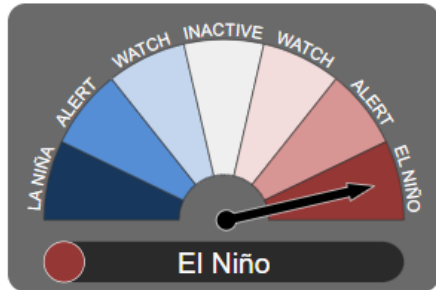 LA NIÑA
ALERT
WATCH
INACTIVE
WATCH
ALERT
EL NIÑO
El Niño